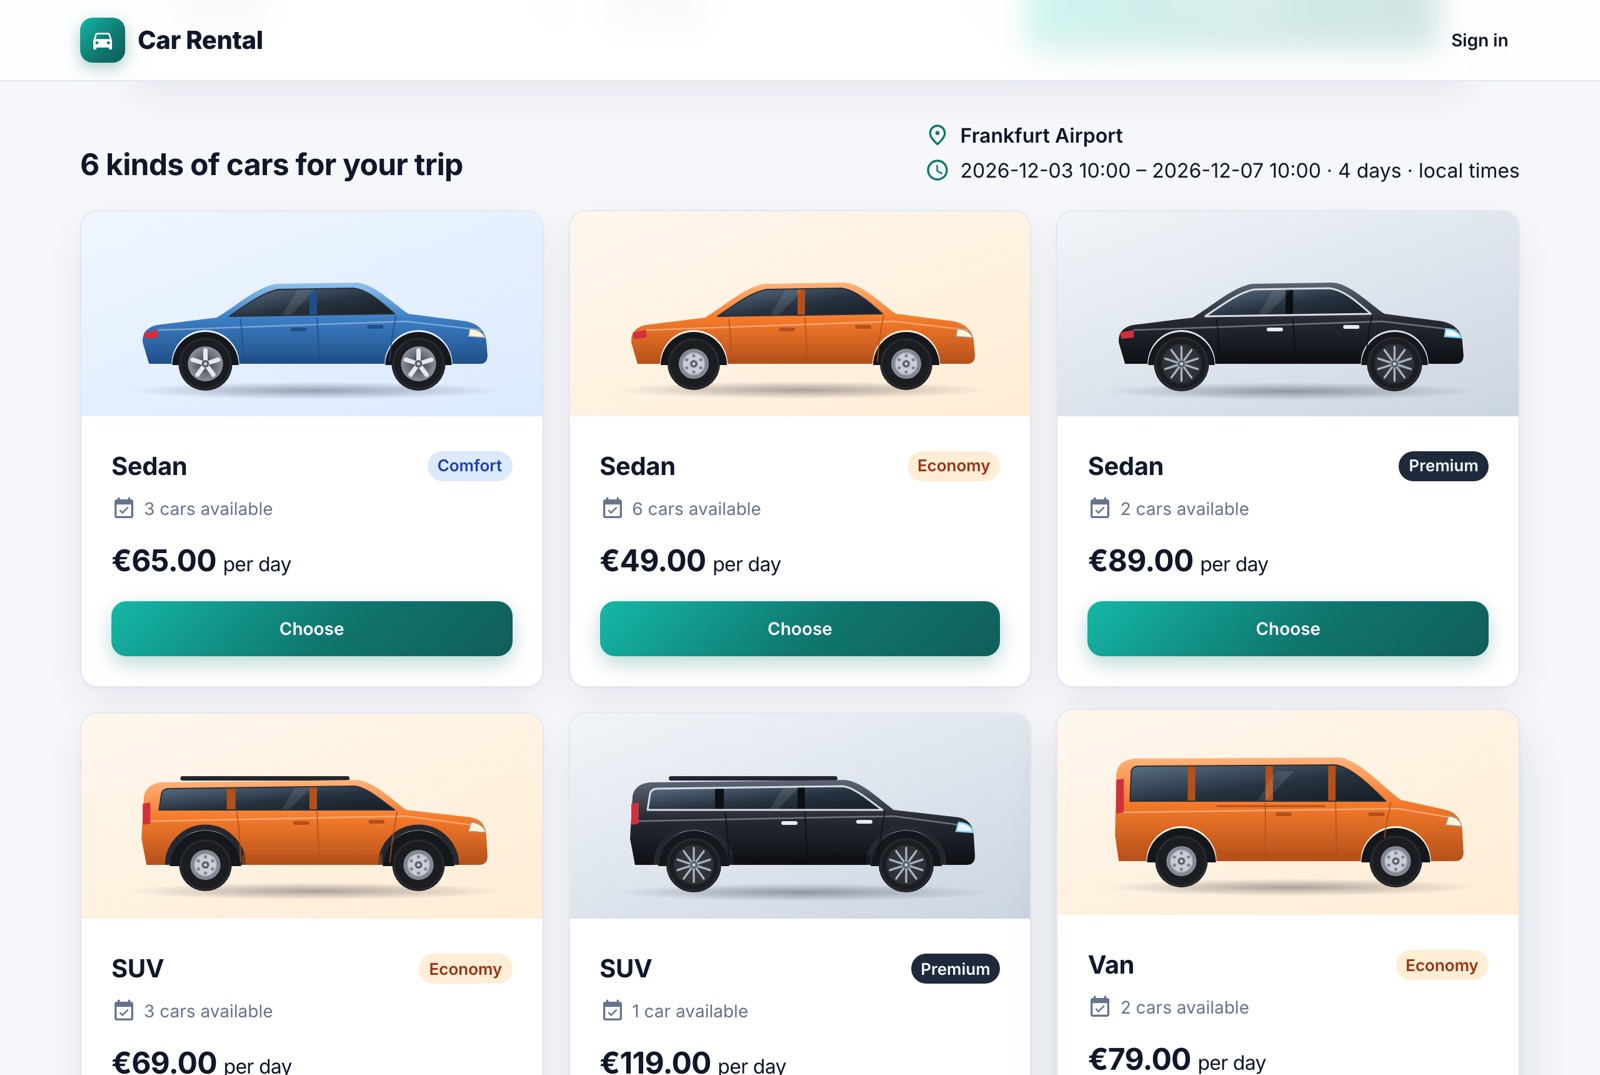 Car Rental
Sign in
6 kinds of cars for your trip
Frankfurt Airport
2026-12-03 10:00 – 2026-12-07 10:00 · 4 days · local times
Sedan
Comfort
3 cars available
€65.00 per day
Choose
Sedan
Economy
6 cars available
€49.00 per day
Choose
Sedan
Premium
2 cars available
€89.00 per day
Choose
SUV
Economy
3 cars available
€69.00 per day
SUV
Premium
1 car available
€119.00 per day
Van
Economy
2 cars available
€79.00 per day